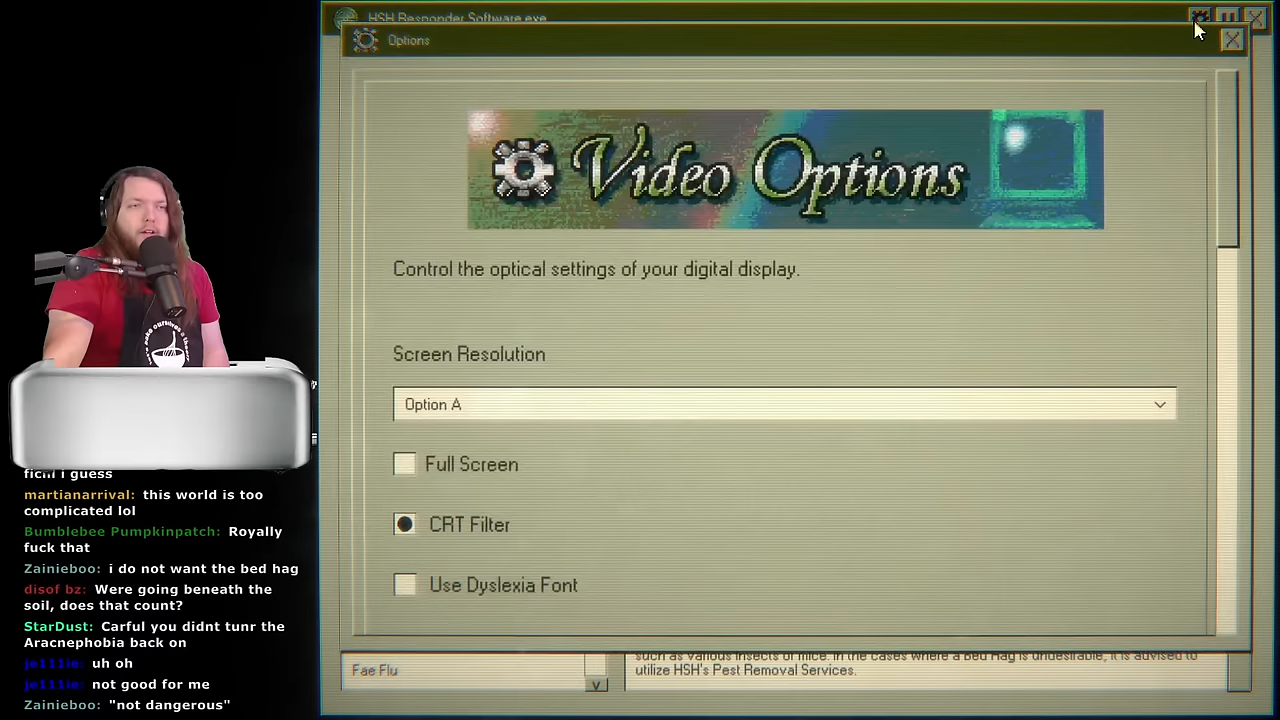 HSH Responder Software.exe
Options
Video Options
Control the optical settings of your digital display.
Screen Resolution
Option A
Full Screen
CRT Filter
Use Dyslexia Font
Fae Flu
such as various insects or mice. In the cases where a Bed Hag is undesirable, it is advised to
utilize HSH's Pest Removal Services.
i guess
martianarrival: this world is too
complicated lol
Bumblebee Pumpkinpatch: Royally
fuck that
Zainieboo: i do not want the bed hag
disof bz: Were going beneath the
soil, does that count?
StarDust: Carful you didnt tunr the
Aracnephobia back on
je111ie: uh oh
je111ie: not good for me
Zainieboo: "not dangerous"